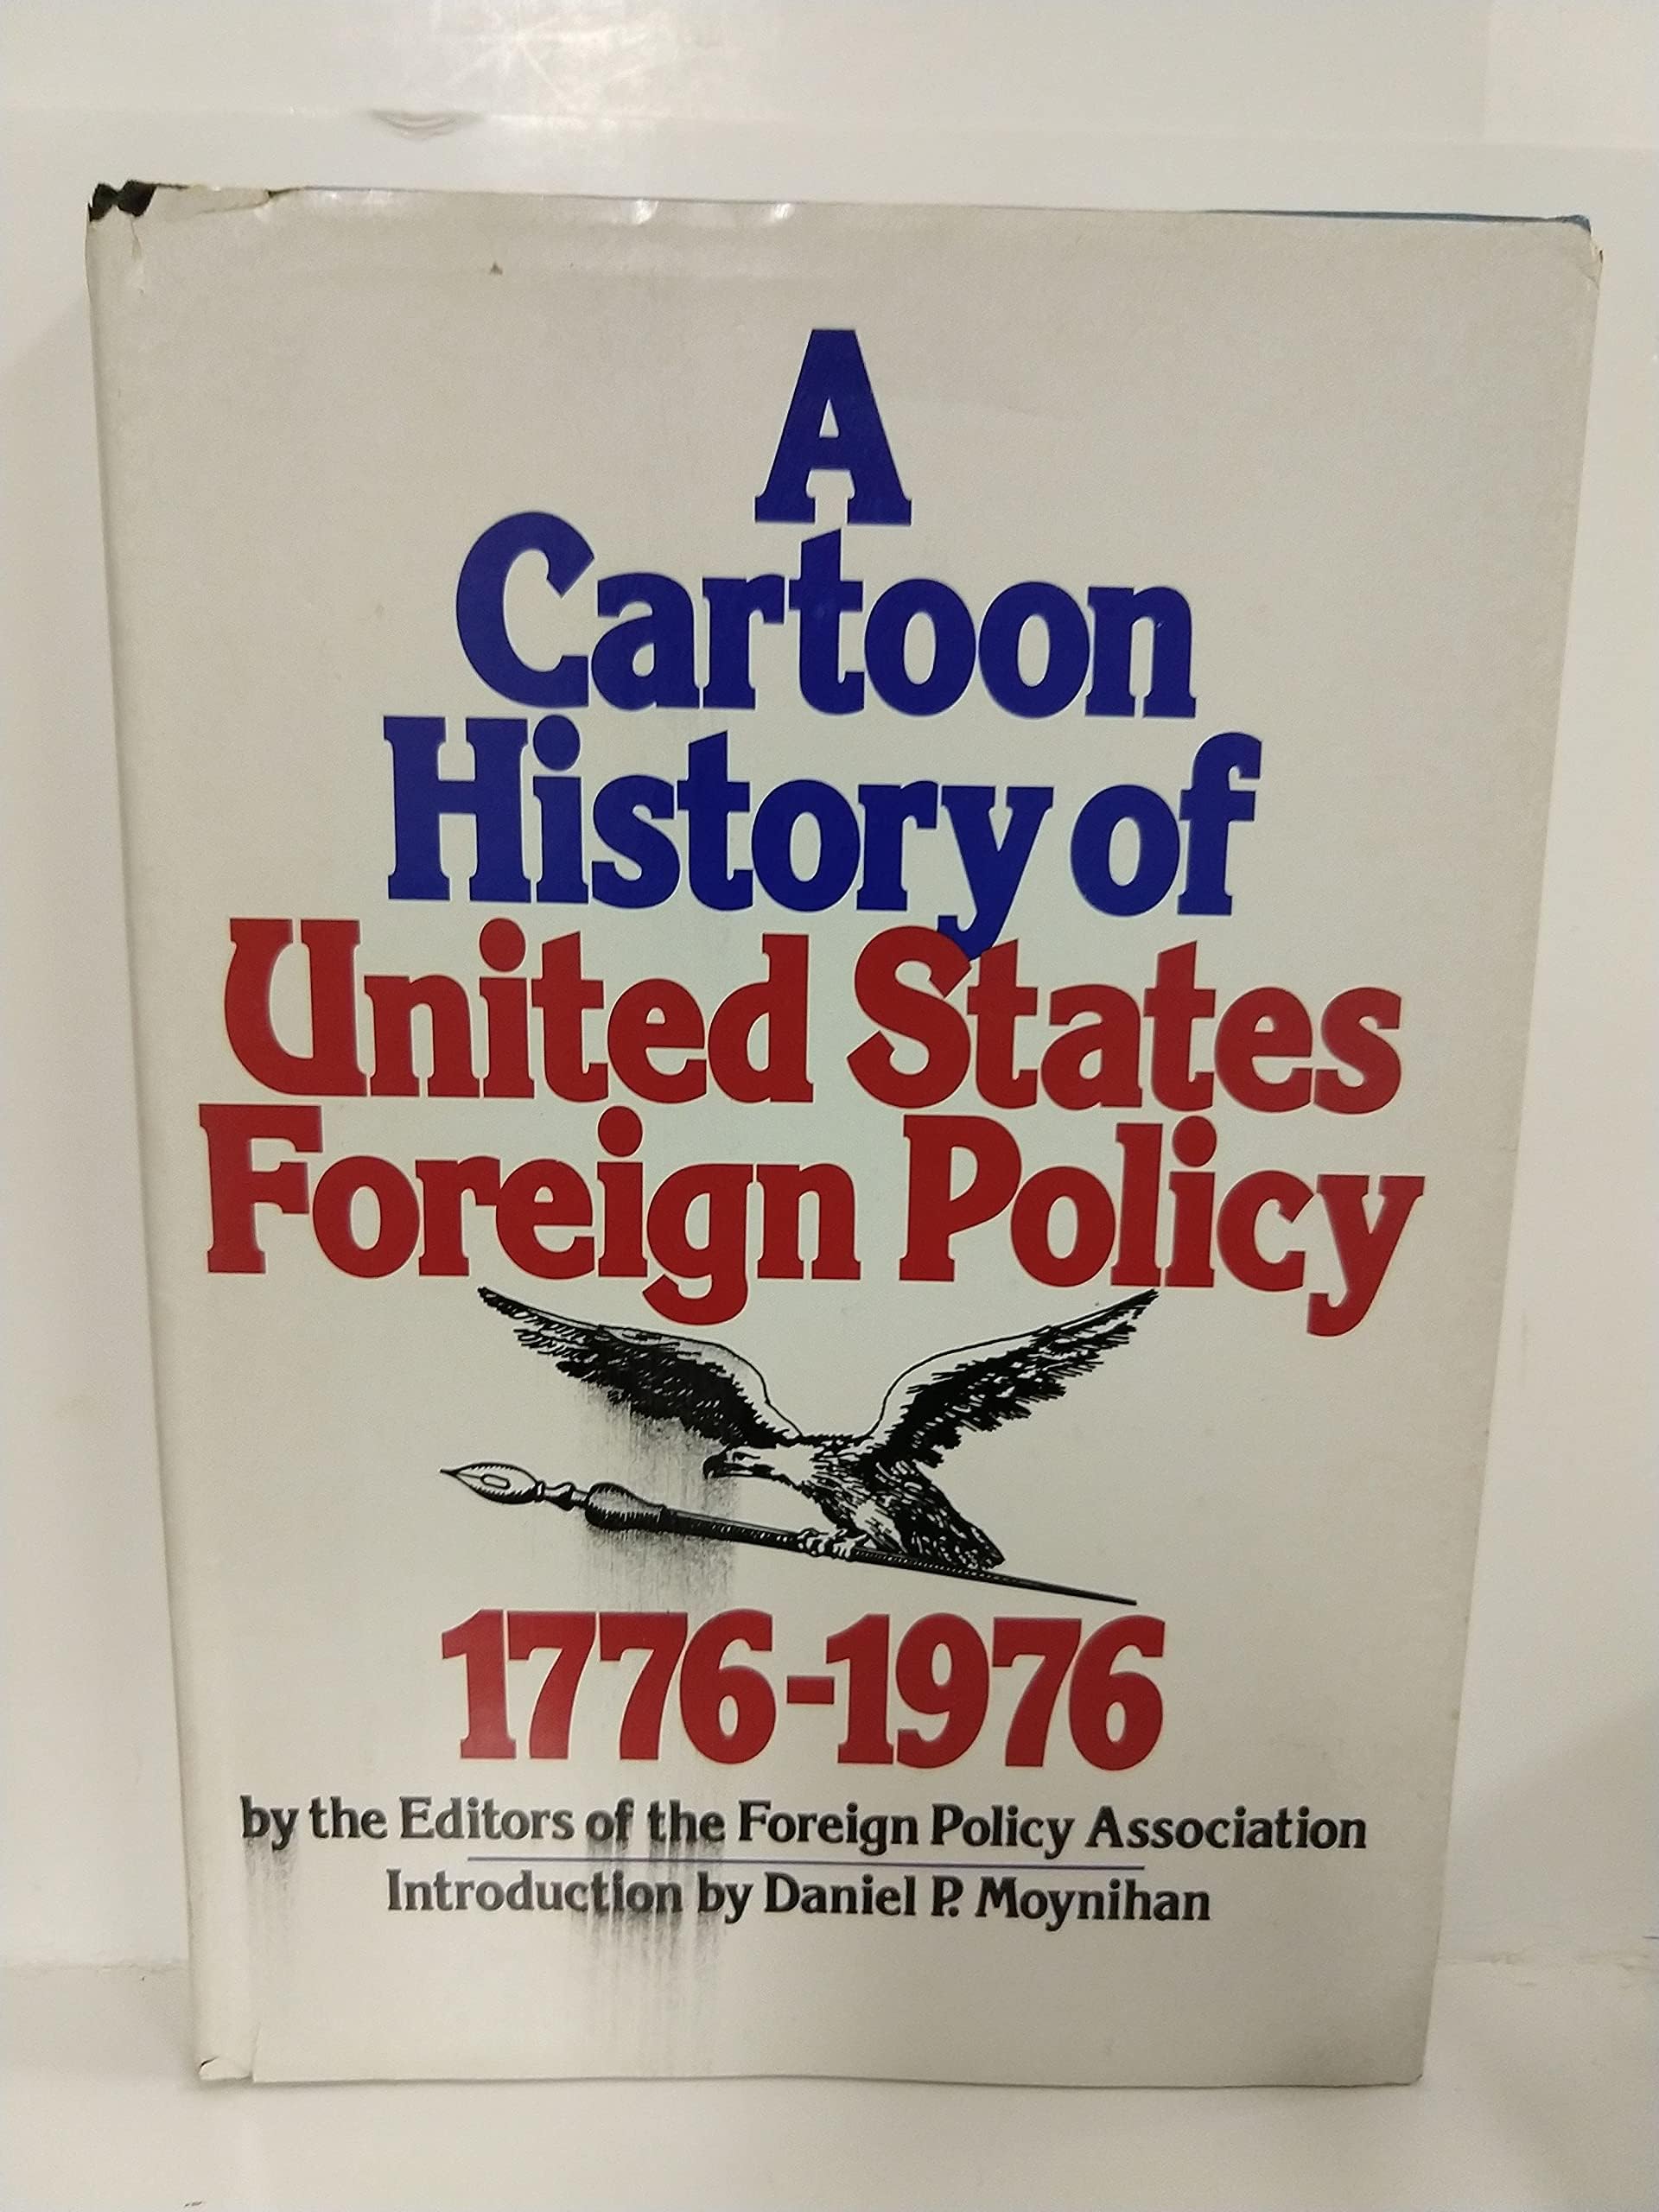 A
Cartoon
History of
United States
Foreign Policy
1776-1976
by the Editors of the Foreign Policy Association
Introduction by Daniel P. Moynihan